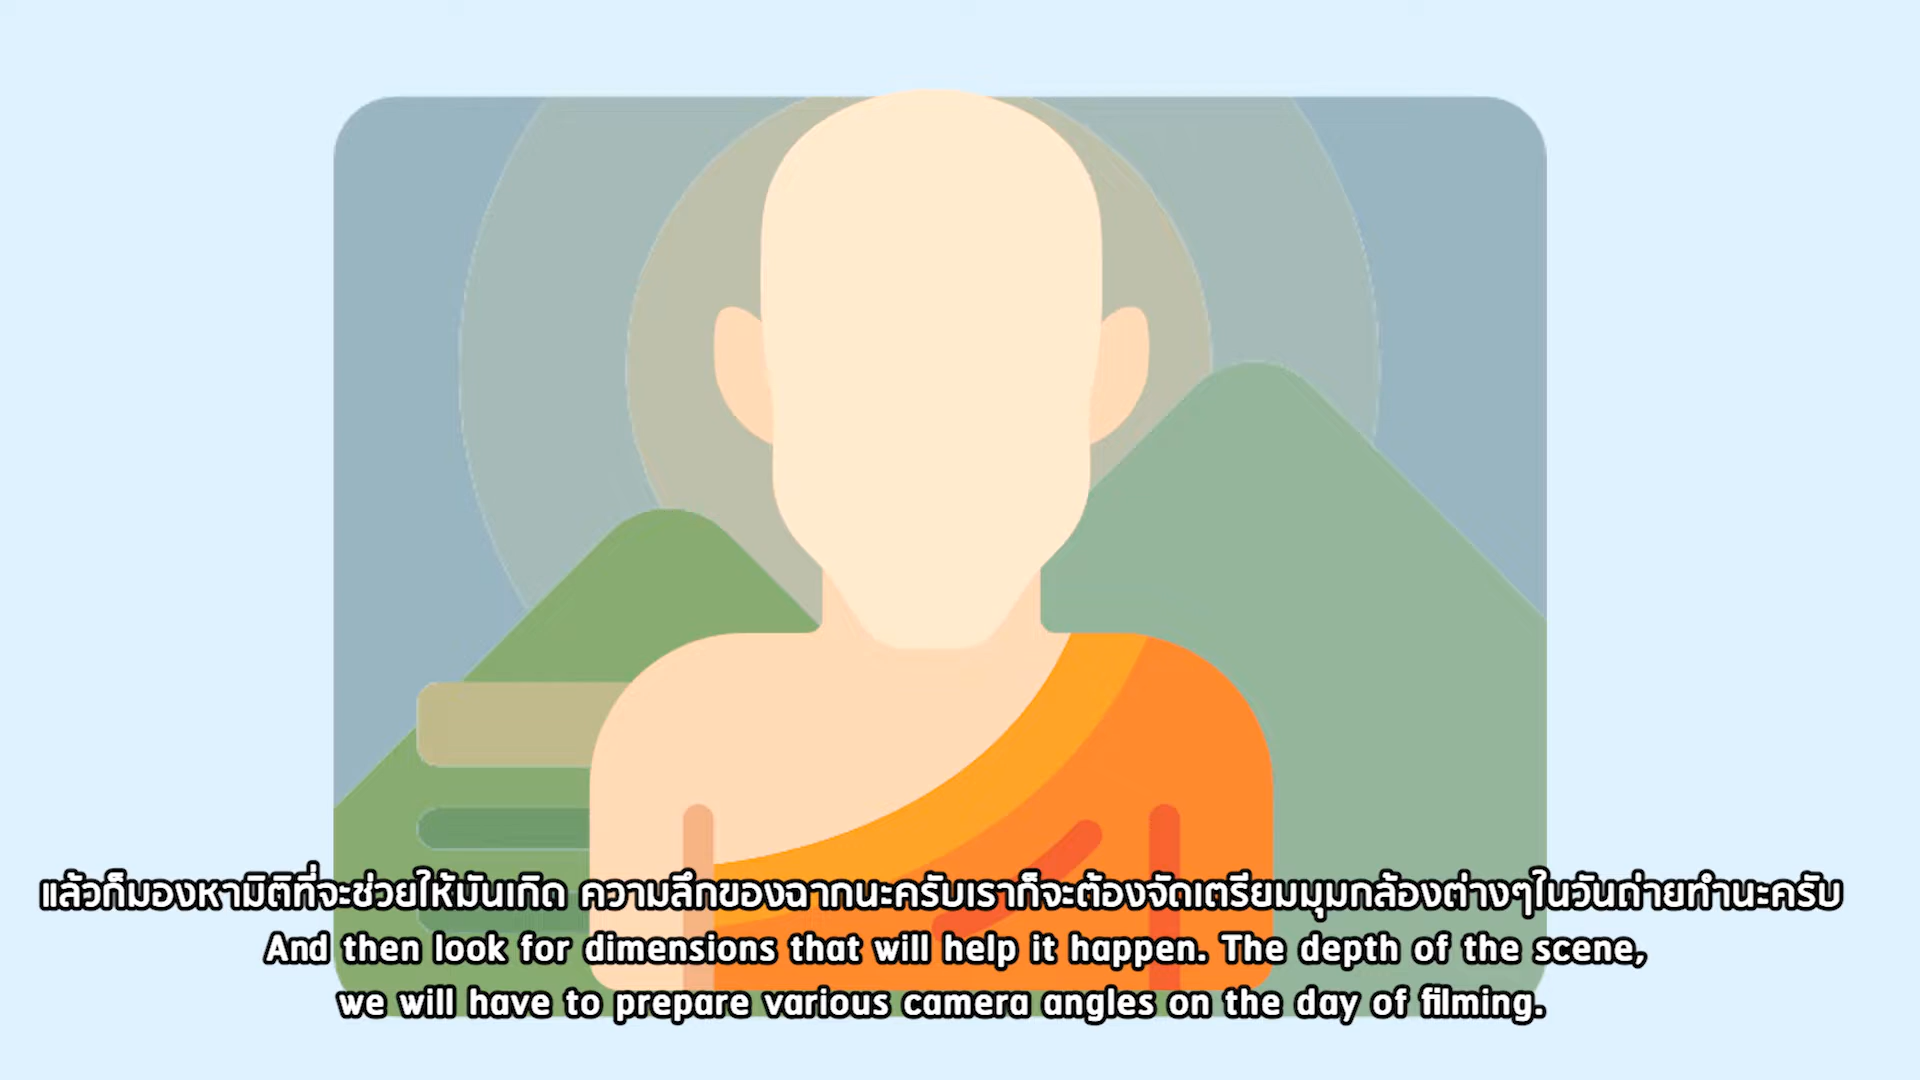 แล้วก็มองหามิติที่จะช่วยให้มันเกิด ความลึกของฉากนะครับเราก็จะต้องจัดเตรียมมุมกล้องต่างๆในวันถ่ายทำนะครับ
And then look for dimensions that will help it happen. The depth of the scene,
we will have to prepare various camera angles on the day of filming.